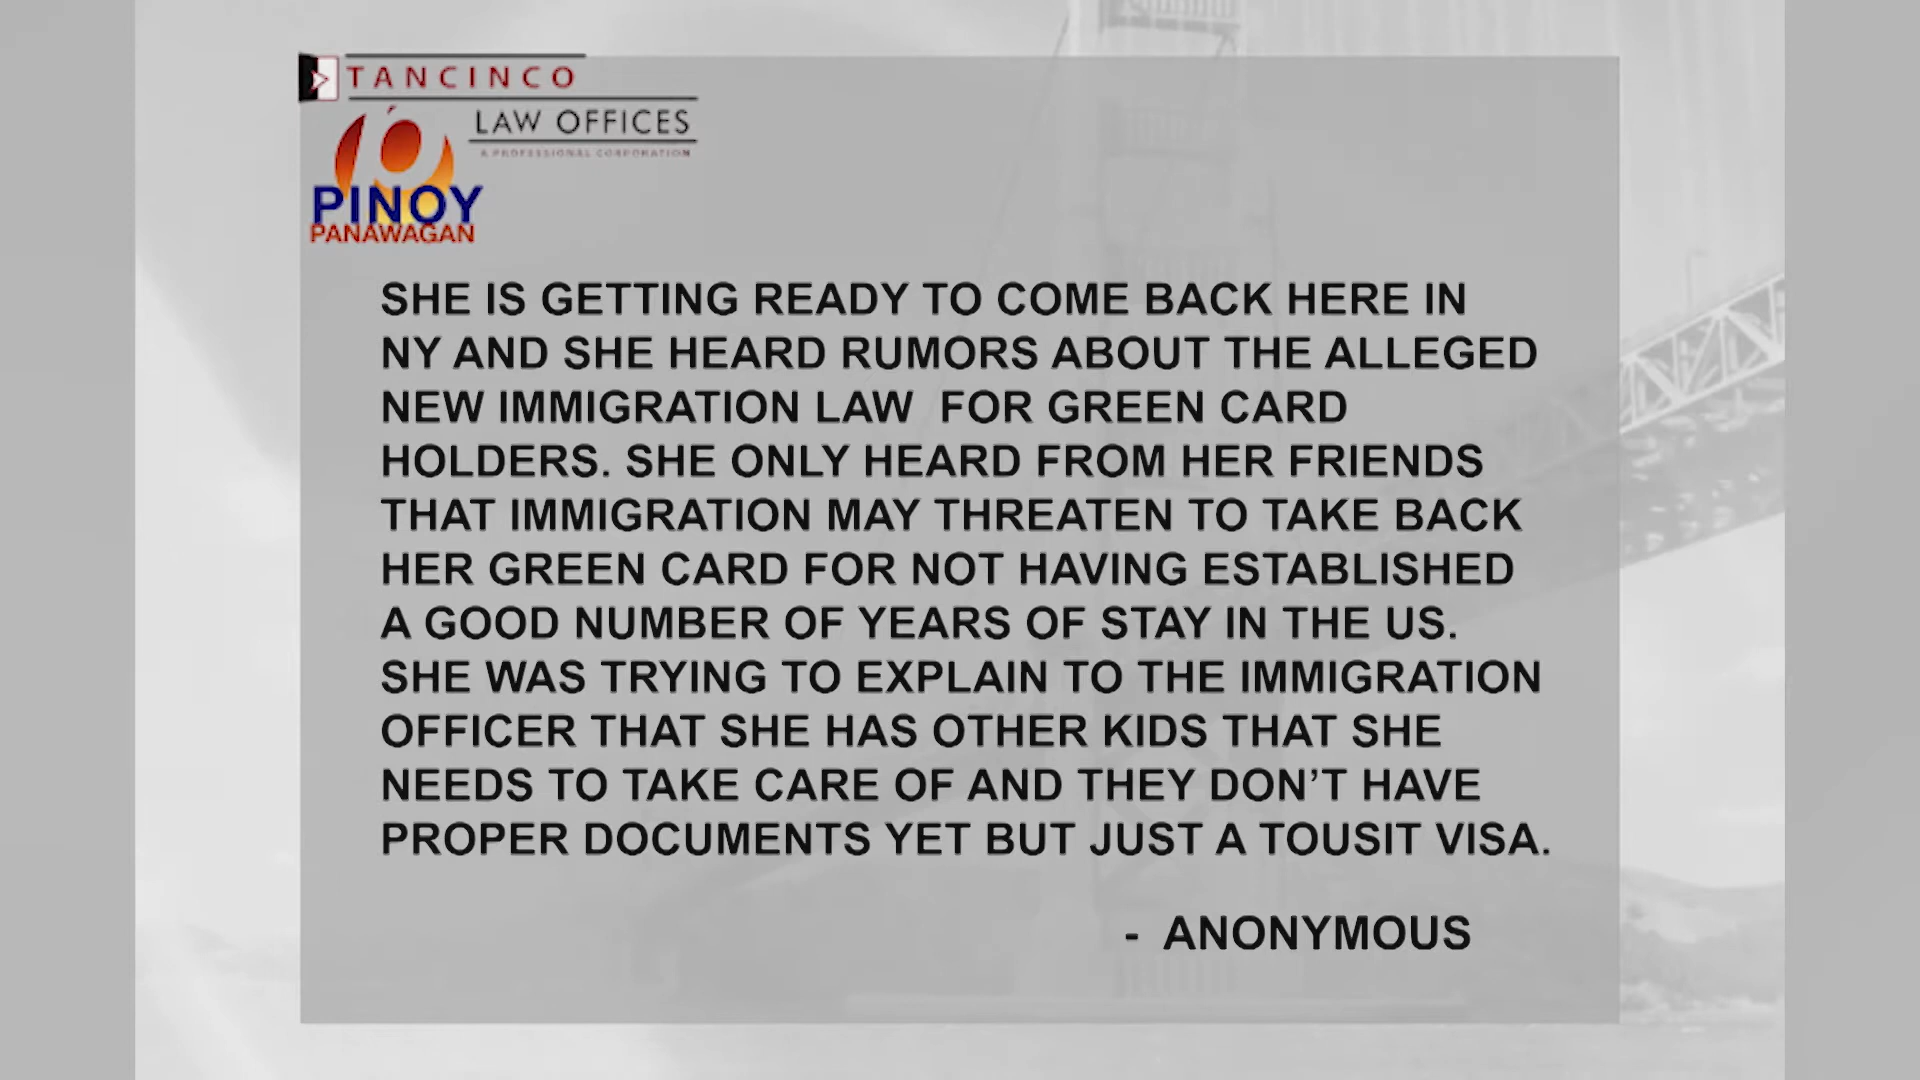 TANCINCO
LAW OFFICES
A PROFESSIONAL CORPORATION
PINOY
PANAWAGAN
SHE IS GETTING READY TO COME BACK HERE IN
NY AND SHE HEARD RUMORS ABOUT THE ALLEGED
NEW IMMIGRATION LAW  FOR GREEN CARD
HOLDERS. SHE ONLY HEARD FROM HER FRIENDS
THAT IMMIGRATION MAY THREATEN TO TAKE BACK
HER GREEN CARD FOR NOT HAVING ESTABLISHED
A GOOD NUMBER OF YEARS OF STAY IN THE US.
SHE WAS TRYING TO EXPLAIN TO THE IMMIGRATION
OFFICER THAT SHE HAS OTHER KIDS THAT SHE
NEEDS TO TAKE CARE OF AND THEY DON’T HAVE
PROPER DOCUMENTS YET BUT JUST A TOUSIT VISA.
- ANONYMOUS